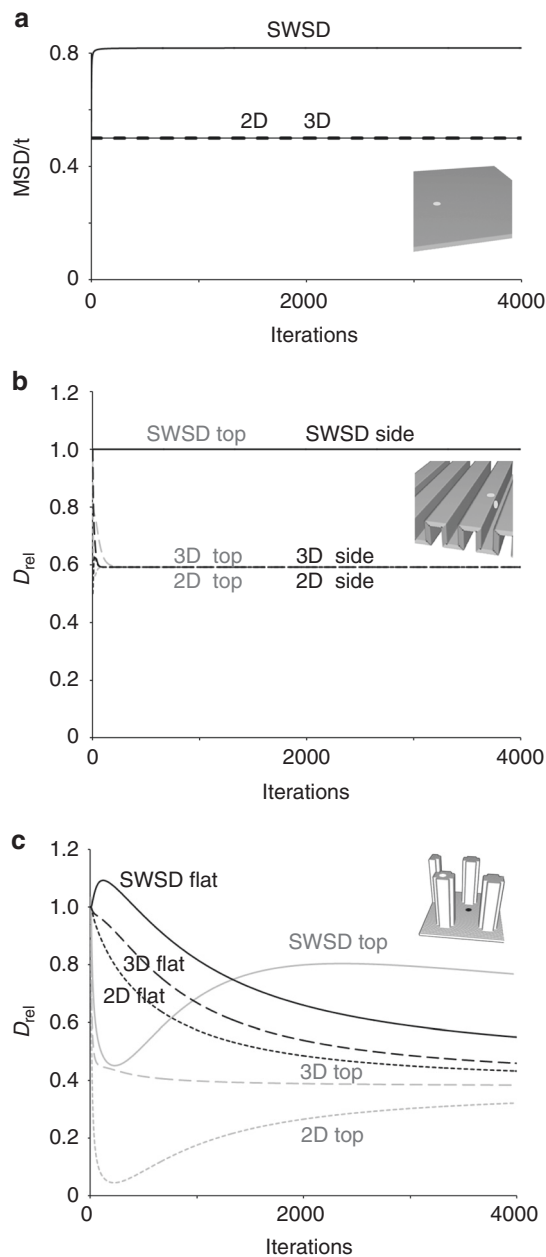 a
SWSD
0.8
2D 3D
MSD/t
0.4
0
0 2000 4000
Iterations
b
1.2
SWSD top SWSD side
1.0
0.8
3D top 3D side
0.6
2D top 2D side
Drel
0.4
0.2
0
0 2000 4000
Iterations
c
1.2
SWSD flat
1.0
SWSD top
0.8
3D flat
2D flat
Drel
0.6
0.4
3D top
0.2
2D top
0
0 2000 4000
Iterations